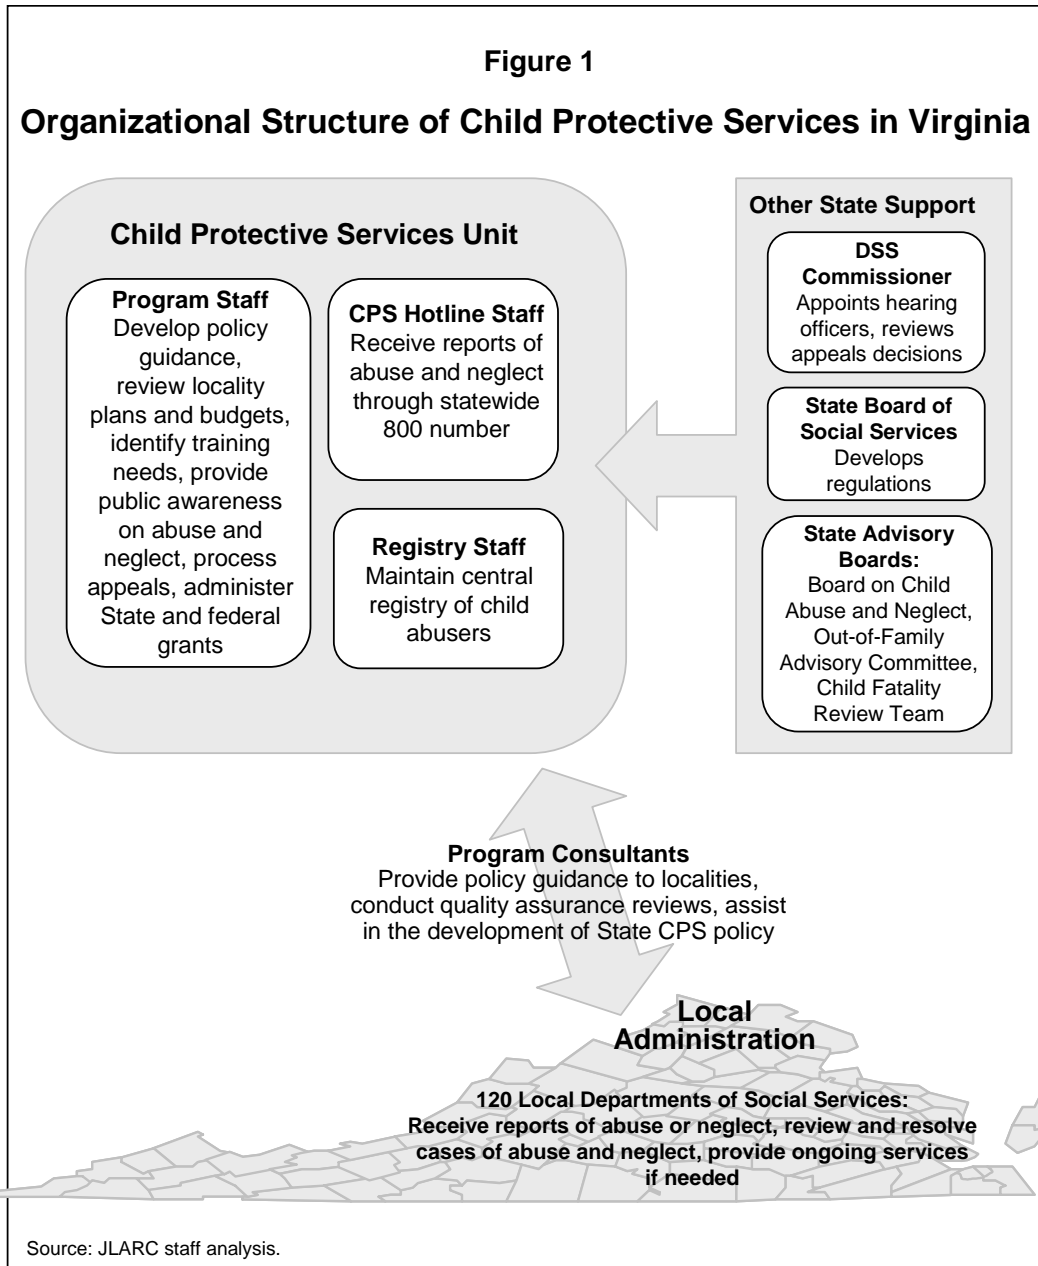 Figure 1
Organizational Structure of Child Protective Services in Virginia
Child Protective Services Unit
Program Staff
Develop policy
guidance,
review locality
plans and budgets,
identify training
needs, provide
public awareness
on abuse and
neglect, process
appeals, administer
State and federal
grants
CPS Hotline Staff
Receive reports of
abuse and neglect
through statewide
800 number
Registry Staff
Maintain central
registry of child
abusers
Other State Support
DSS
Commissioner
Appoints hearing
officers, reviews
appeals decisions
State Board of
Social Services
Develops
regulations
State Advisory
Boards:
Board on Child
Abuse and Neglect,
Out-of-Family
Advisory Committee,
Child Fatality
Review Team
Program Consultants
Provide policy guidance to localities,
conduct quality assurance reviews, assist
in the development of State CPS policy
Local
Administration
120 Local Departments of Social Services:
Receive reports of abuse or neglect, review and resolve
cases of abuse and neglect, provide ongoing services
if needed
Source: JLARC staff analysis.